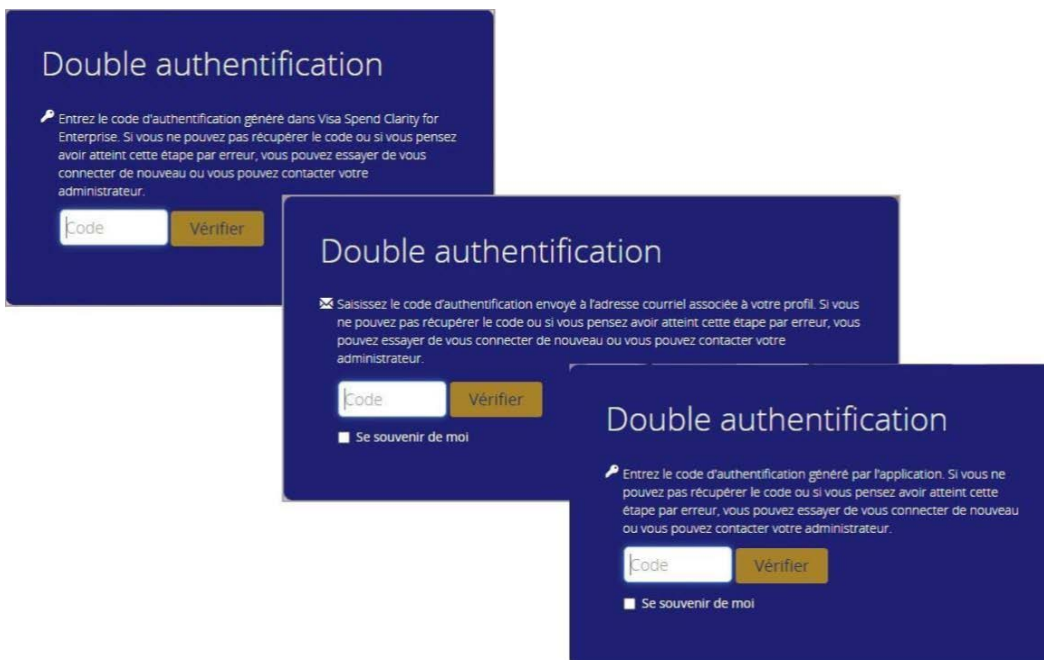 Double authentification
Entrez le code d'authentification généré dans Visa Spend Clarity for
Enterprise. Si vous ne pouvez pas récupérer le code ou si vous pensez
avoir atteint cette étape par erreur, vous pouvez essayer de vous
connecter de nouveau ou vous pouvez contacter votre
administrateur.
Code
Vérifier
Double authentification
Saisissez le code d'authentification envoyé à l'adresse courriel associée à votre profil. Si vous
ne pouvez pas récupérer le code ou si vous pensez avoir atteint cette étape par erreur, vous
pouvez essayer de vous connecter de nouveau ou vous pouvez contacter votre
administrateur.
Code
Vérifier
Se souvenir de moi
Double authentification
Entrez le code d'authentification généré par l'application. Si vous ne
pouvez pas récupérer le code ou si vous pensez avoir atteint cette
étape par erreur, vous pouvez essayer de vous connecter de nouveau
ou vous pouvez contacter votre administrateur.
Code
Vérifier
Se souvenir de moi